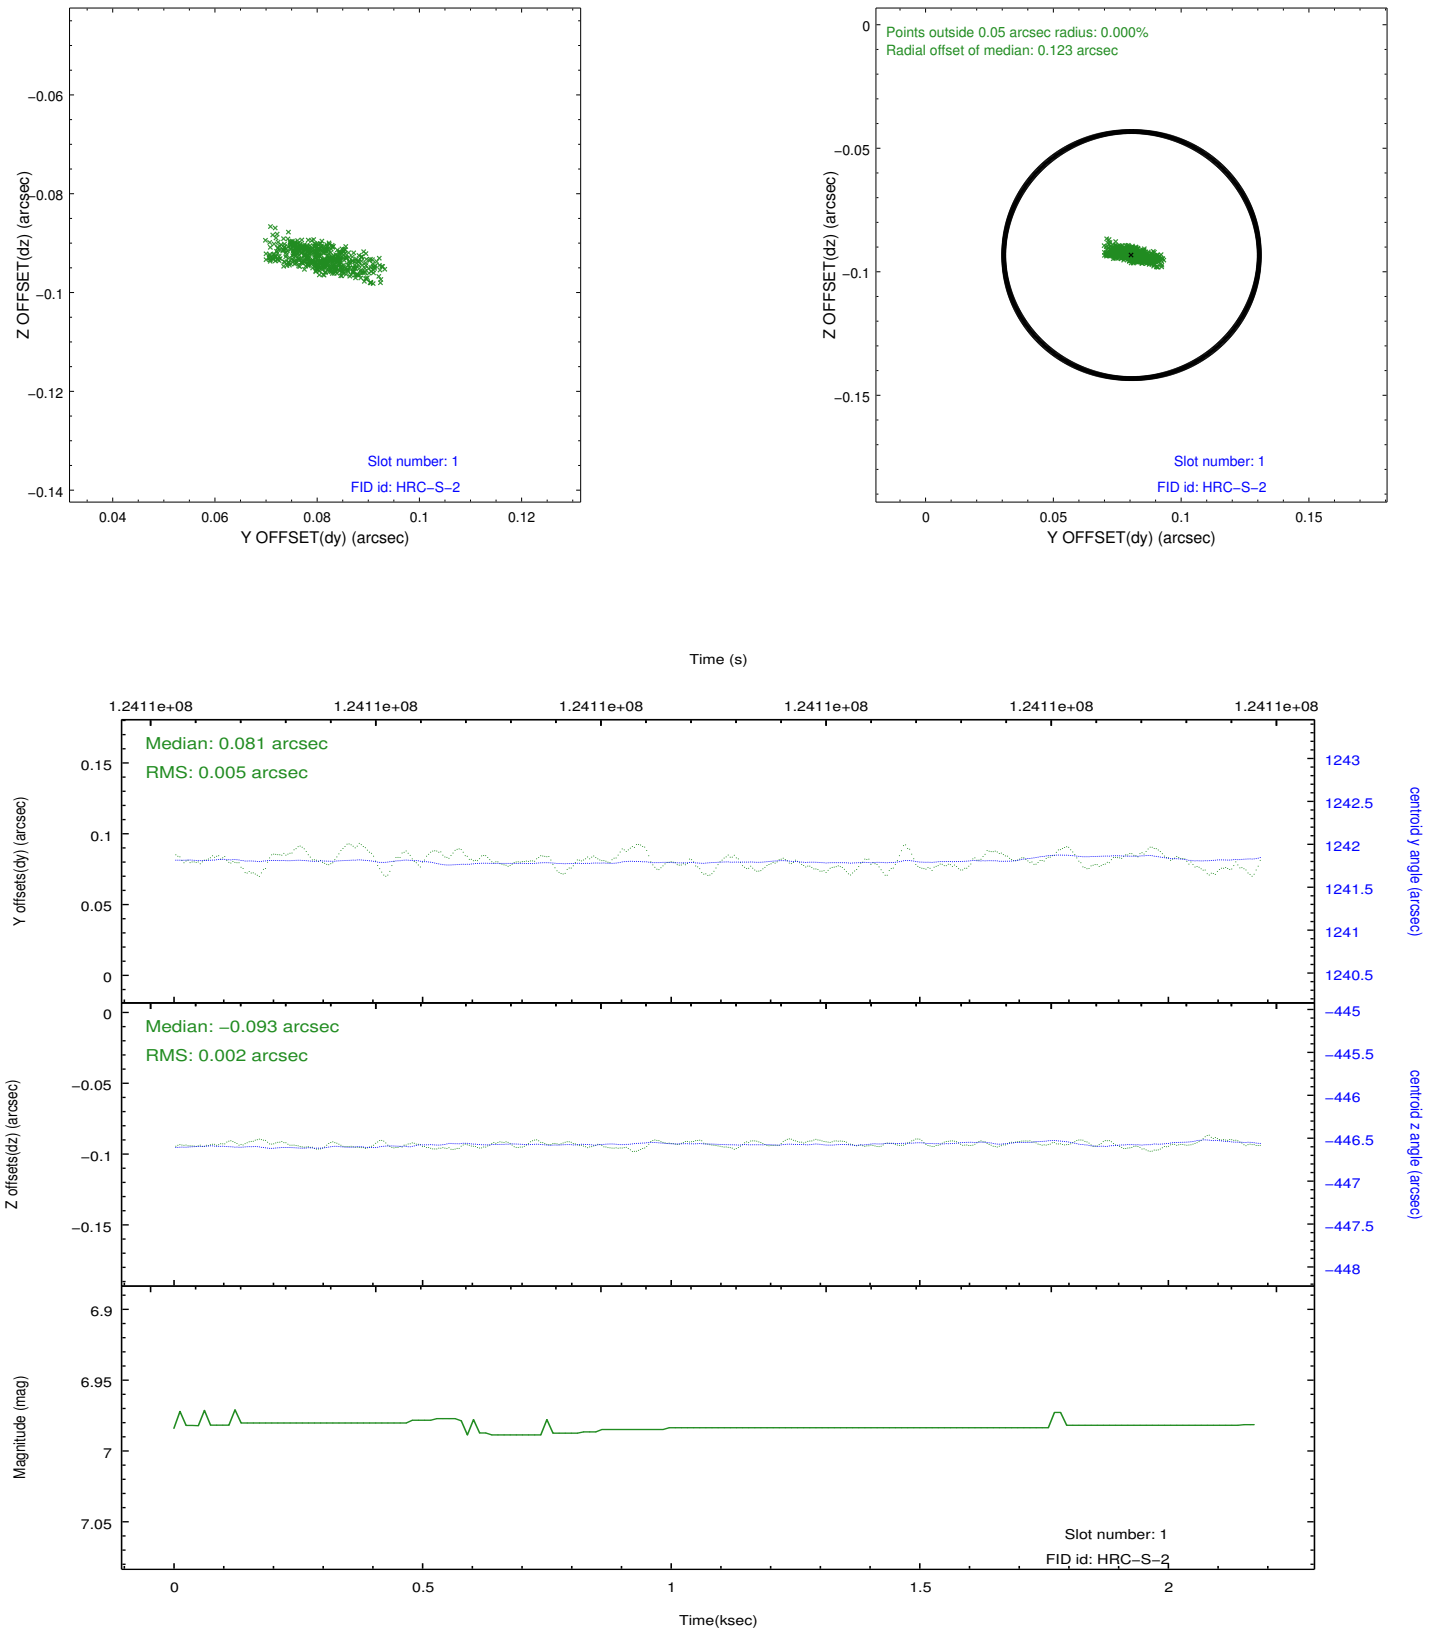 Z OFFSET(dz) (arcsec)
−0.06
−0.08
−0.1
−0.12
−0.14
Slot number: 1
FID id: HRC−S−2
0.04 0.06 0.08 0.1 0.12
Y OFFSET(dy) (arcsec)
Points outside 0.05 arcsec radius: 0.000%
Radial offset of median: 0.123 arcsec
Z OFFSET(dz) (arcsec)
0
−0.05
−0.1
−0.15
Slot number: 1
FID id: HRC−S−2
0 0.05 0.1 0.15
Y OFFSET(dy) (arcsec)
Time (s)
1.2411e+08 1.2411e+08 1.2411e+08 1.2411e+08 1.2411e+08 1.2411e+08
Median: 0.081 arcsec
RMS: 0.005 arcsec
Y offsets(dy) (arcsec)
0.15
0.1
0.05
0
1243
1242.5
1242
1241.5
1241
1240.5
centroid y angle (arcsec)
Median: −0.093 arcsec
RMS: 0.002 arcsec
Z offsets(dz) (arcsec)
0
−0.05
−0.1
−0.15
−445
−445.5
−446
−446.5
−447
−447.5
−448
centroid z angle (arcsec)
Magnitude (mag)
6.9
6.95
7
7.05
Slot number: 1
FID id: HRC−S−2
0 0.5 1 1.5 2
Time(ksec)